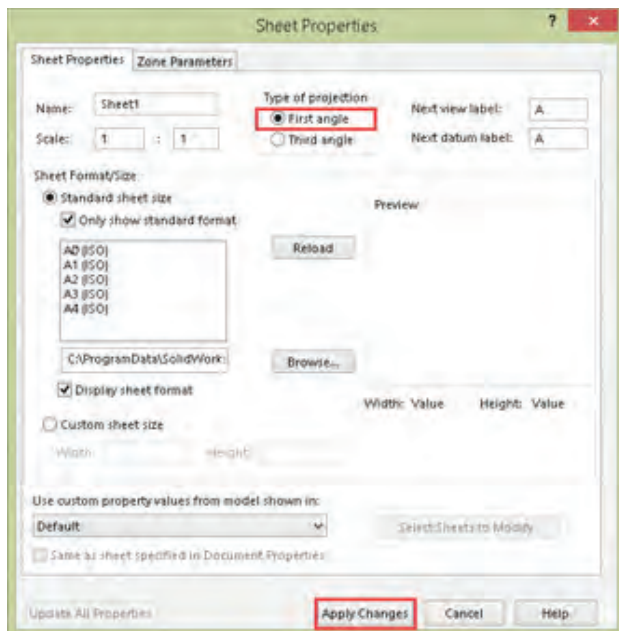 Sheet Properties
? ×
Sheet Properties Zone Parameters
Type of projection
Name: Sheet1
First angle
Next view label: A
Scale: 1 : 1
Third angle
Next datum label: A
Sheet Format/Size
Standard sheet size
Preview
Only show standard format
A0 (ISO)
A1 (ISO)
A2 (ISO)
A3 (ISO)
A4 (ISO)
Reload
C:\ProgramData\SolidWork:
Browse...
Display sheet format
Width: Value Height: Value
Custom sheet size
Width: Height:
Use custom property values from model shown in:
Default
Select Sheets to Modify
Same as sheet specified in Document Properties
Update All Properties
Apply Changes Cancel Help